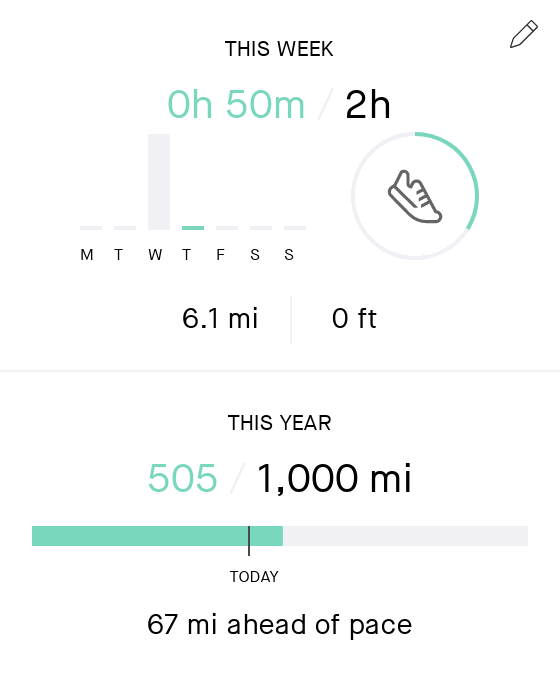 THIS WEEK
0h 50m / 2h
M T W T F S S
6.1 mi 0 ft
THIS YEAR
505 / 1,000 mi
TODAY
67 mi ahead of pace